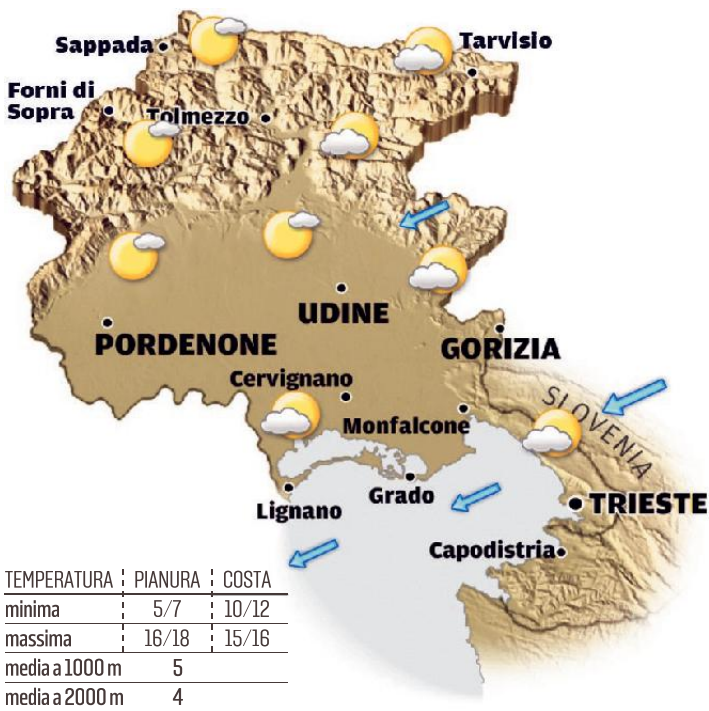 Sappada
Tarvisio
Forni di
Sopra
Tolmezzo
UDINE
PORDENONE
GORIZIA
Cervignano
SLOVENIA
Monfalcone
Lignano
Grado
TRIESTE
Capodistria
TEMPERATURA PIANURA COSTA
minima 5/7 10/12
massima 16/18 15/16
media a 1000 m 5
media a 2000 m 4